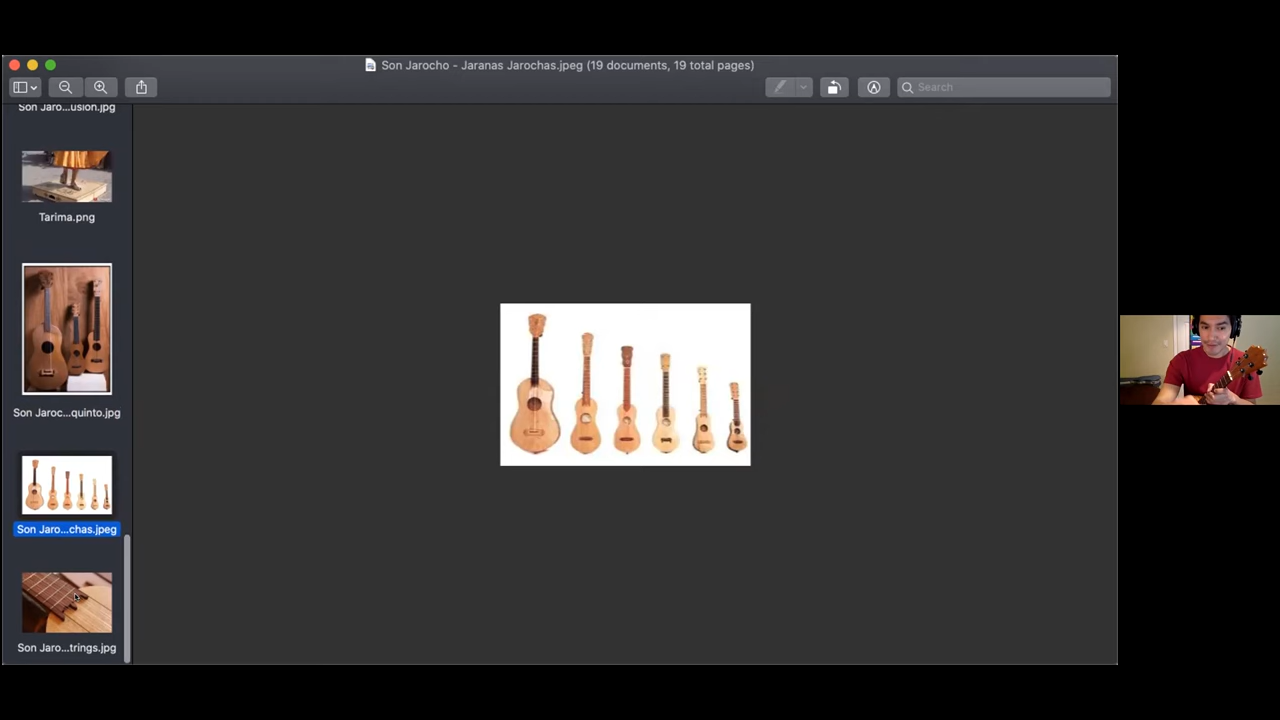 Son Jarocho - Jaranas Jarochas.jpeg (19 documents, 19 total pages)
Search
Son Jaro...usion.jpg
Tarima.png
Son Jaroc...quinto.jpg
Son Jaro...chas.jpeg
Son Jaro...trings.jpg